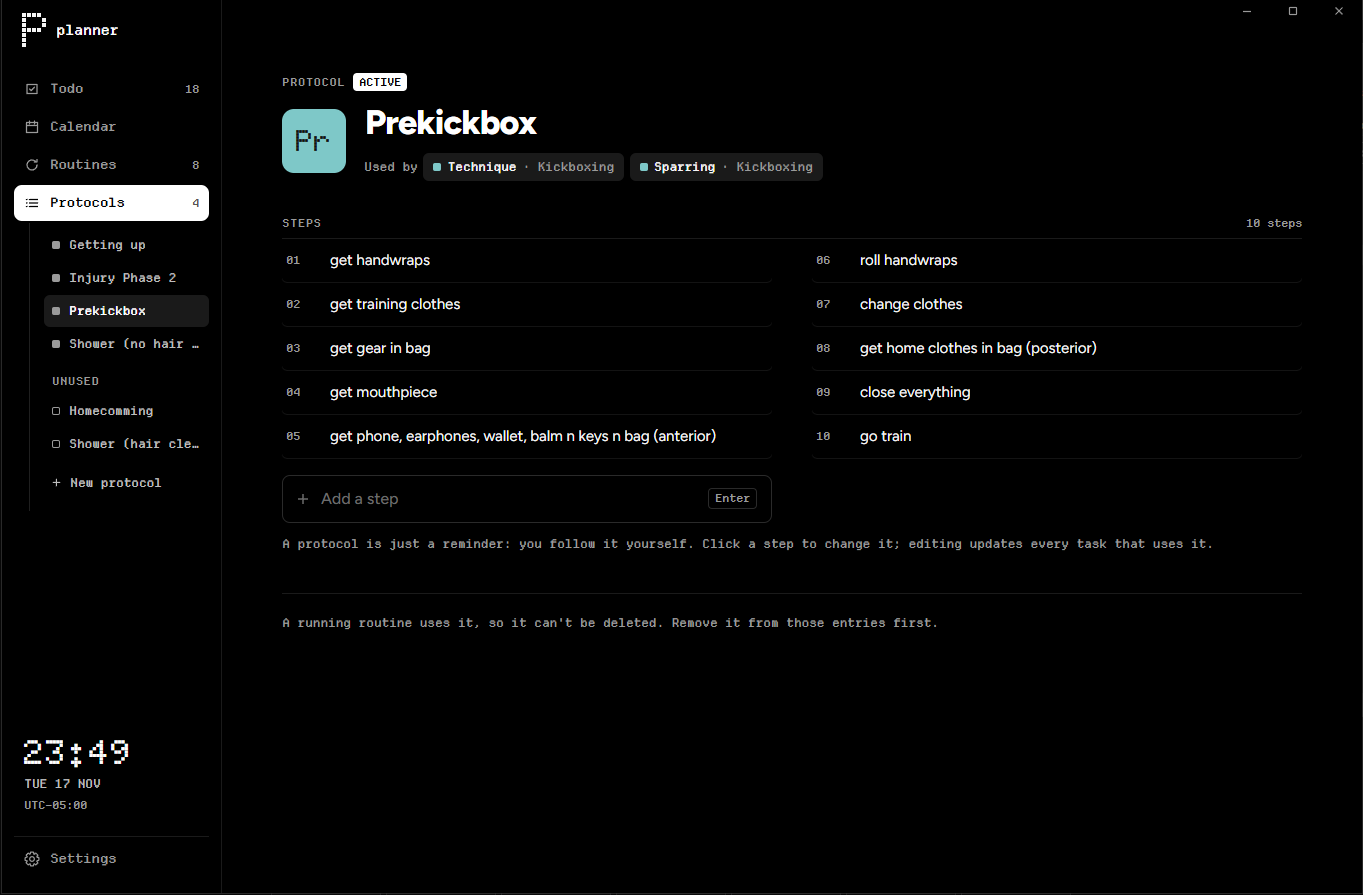 planner
Todo 18
Calendar
Routines 8
Protocols 4
Getting up
Injury Phase 2
Prekickbox
Shower (no hair …
UNUSED
Homecomming
Shower (hair cle…
+ New protocol
23:49
TUE 17 NOV
UTC-05:00
Settings
PROTOCOL ACTIVE
Pr
Prekickbox
Used by Technique · Kickboxing Sparring · Kickboxing
STEPS 10 steps
01 get handwraps
02 get training clothes
03 get gear in bag
04 get mouthpiece
05 get phone, earphones, wallet, balm n keys n bag (anterior)
06 roll handwraps
07 change clothes
08 get home clothes in bag (posterior)
09 close everything
10 go train
+ Add a step Enter
A protocol is just a reminder: you follow it yourself. Click a step to change it; editing updates every task that uses it.
A running routine uses it, so it can't be deleted. Remove it from those entries first.